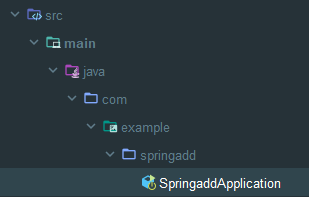 src
main
java
com
example
springadd
SpringaddApplication